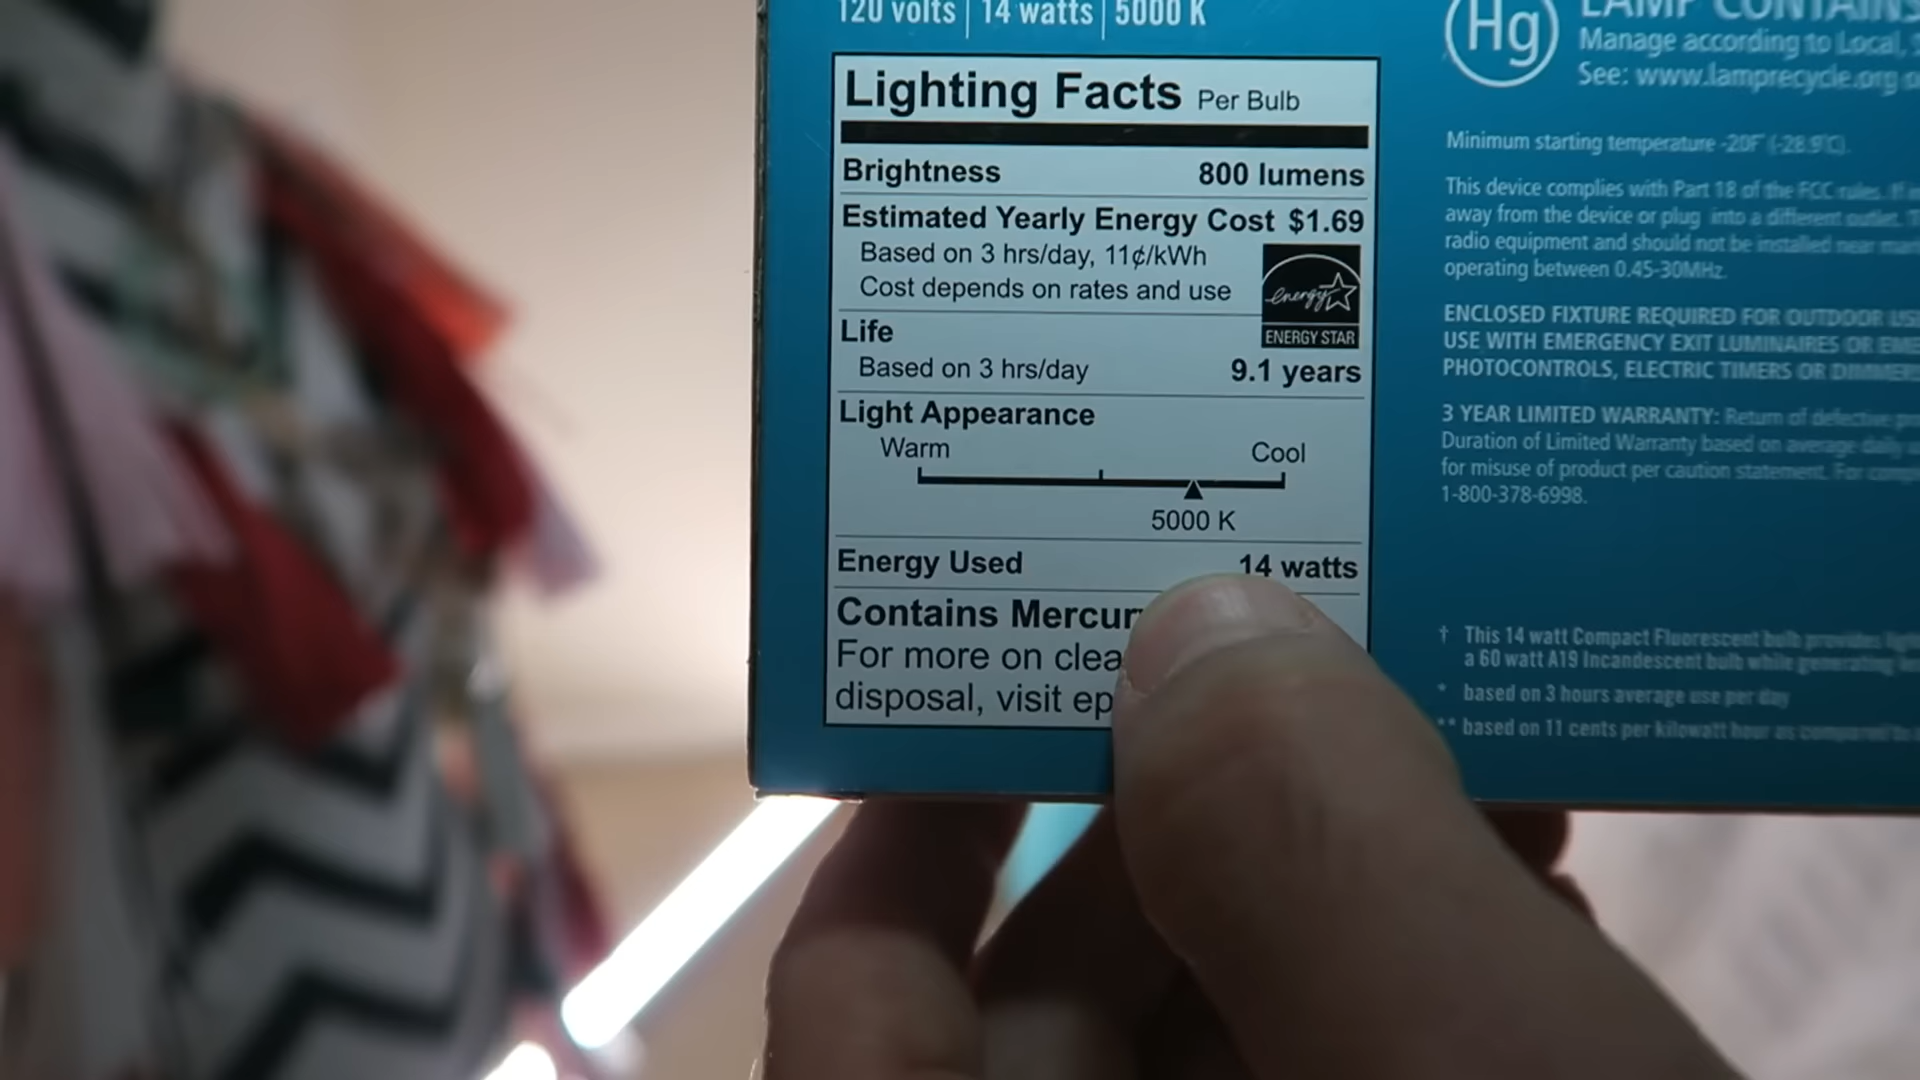 120 volts | 14 watts | 5000 K
Lighting Facts Per Bulb
Brightness 800 lumens
Estimated Yearly Energy Cost $1.69
Based on 3 hrs/day, 11¢/kWh
Cost depends on rates and use
energy
ENERGY STAR
Life
Based on 3 hrs/day 9.1 years
Light Appearance
Warm Cool
5000 K
Energy Used 14 watts
Contains
For more on
disposal, visit
Hg LAMP CONTAINS
Manage according to Local,
See: www.lamprecycle.org
Minimum starting temperature -20F (-28.9°C).
This device complies with Part 18 of the FCC rules. If
away from the device or plug into a different outlet.
radio equipment and should not be installed near
operating between 0.45-30MHz.
ENCLOSED FIXTURE REQUIRED FOR OUTDOOR
USE WITH EMERGENCY EXIT LUMINAIRES OR
PHOTOCONTROLS, ELECTRIC TIMERS OR
3 YEAR LIMITED WARRANTY: Return of defective
Duration of Limited Warranty based on average daily
for misuse of product per caution statement. For
1-800-378-6998.
† This 14 watt Compact Fluorescent bulb provides
a 60 watt A19 Incandescent bulb while generating
* based on 3 hours average use per day
** based on 11 cents per kilowatt hour as compared